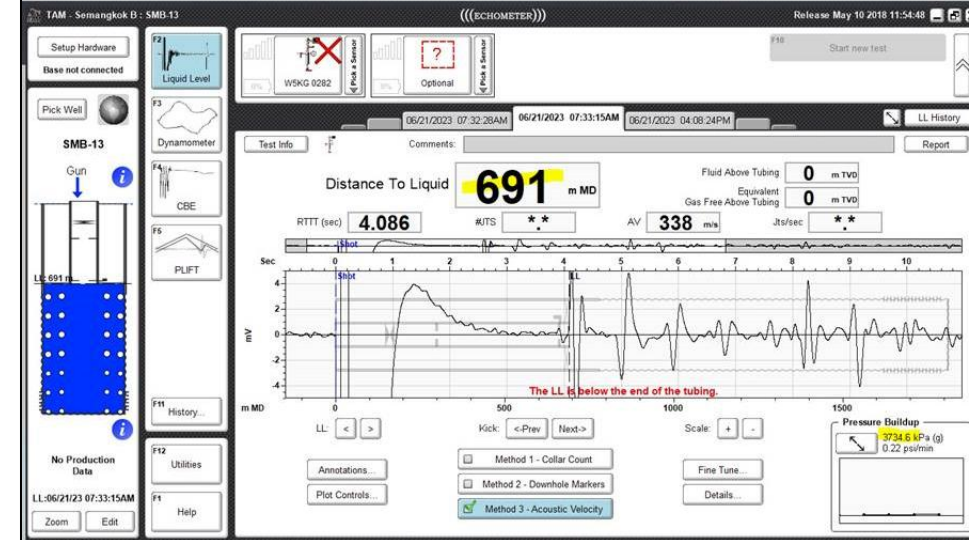 TAM - Semangkok B : SMB-13
(((ECHOMETER)))
Release May 10 2018 11:54:48
Setup Hardware
Base not connected
Pick Well
SMB-13
Gun
LL: 691 m
No Production
Data
LL:06/21/23 07:33:15AM
Zoom
Edit
F2
Liquid Level
F3
Dynamometer
F4
CBE
F5
PLIFT
F11
History...
F12
Utilities
F1
Help
W5KG 0282
Pick a Sensor
?
Optional
Pick a Sensor
F10
Start new test
06/21/2023 07:32:28AM
06/21/2023 07:33:15AM
06/21/2023 04:08:24PM
LL History
Test Info
Comments:
Report
Distance To Liquid
691 m MD
Fluid Above Tubing 0 m TVD
Equivalent
Gas Free Above Tubing 0 m TVD
RTTT (sec) 4.086
#JTS *.*
AV 338 m/s
Jts/sec *.*
Shot
Sec 0 1 2 3 4 5 6 7 8 9 10
Shot
LL
mV
4
2
0
-2
-4
The LL is below the end of the tubing.
m MD 0 500 1000 1500
LL: < >
Kick: <-Prev Next->
Scale: + -
Annotations...
Plot Controls...
Method 1 - Collar Count
Method 2 - Downhole Markers
Method 3 - Acoustic Velocity
Fine Tune...
Details...
Pressure Buildup
3734.6 kPa (g)
0.22 psi/min